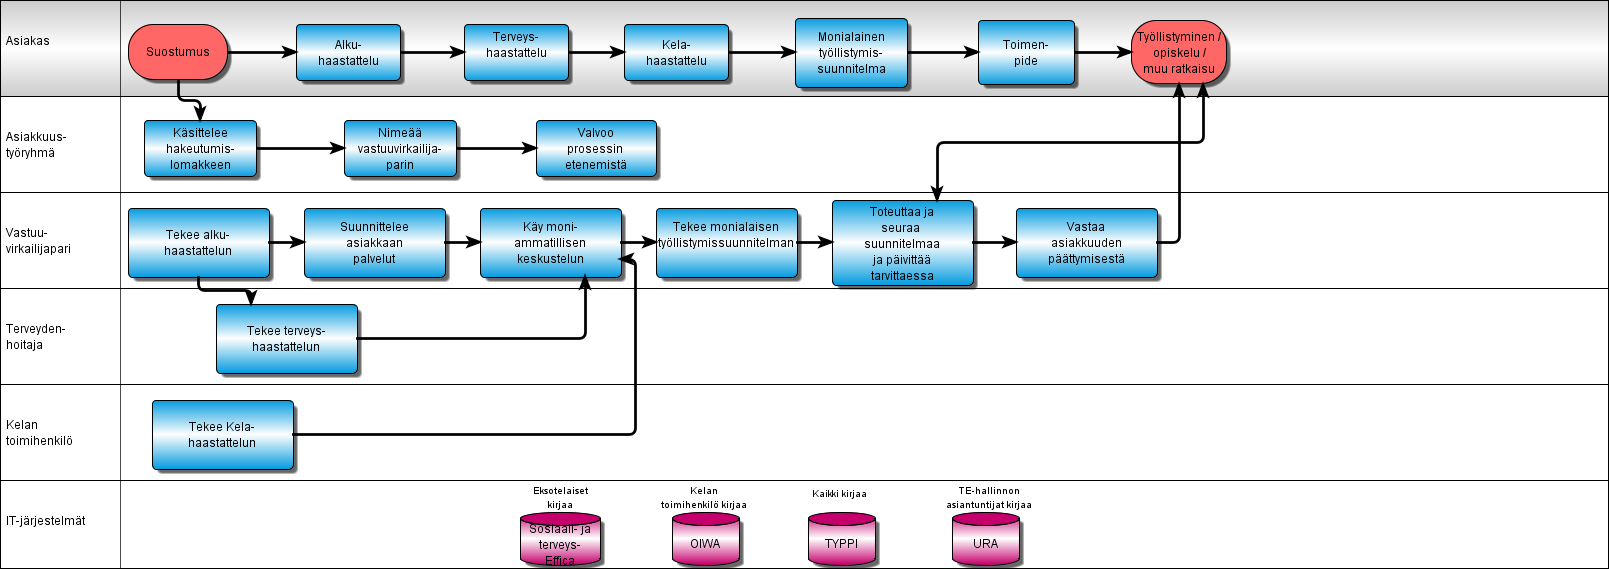 Asiakas
Suostumus
Alku-
haastattelu
Terveys-
haastattelu
Kela-
haastattelu
Monialainen
työllistymis-
suunnitelma
Toimen-
pide
Työllistyminen /
opiskelu /
muu ratkaisu
Asiakkuus-
työryhmä
Käsittelee
hakeutumis-
lomakkeen
Nimeää
vastuuvirkailija-
parin
Valvoo
prosessin
etenemistä
Vastuu-
virkailijapari
Tekee alku-
haastattelun
Suunnittelee
asiakkaan
palvelut
Käy moni-
ammatillisen
keskustelun
Tekee monialaisen
työllistymissuunnitelman
Toteuttaa ja
seuraa
suunnitelmaa
ja päivittää
tarvittaessa
Vastaa
asiakkuuden
päättymisestä
Terveyden-
hoitaja
Tekee terveys-
haastattelun
Kelan
toimihenkilö
Tekee Kela-
haastattelun
IT-järjestelmät
Eksotelaiset
kirjaa
Sosiaali- ja
terveys-
Effica
Kelan
toimihenkilö kirjaa
OIWA
Kaikki kirjaa
TYPPI
TE-hallinnon
asiantuntijat kirjaa
URA